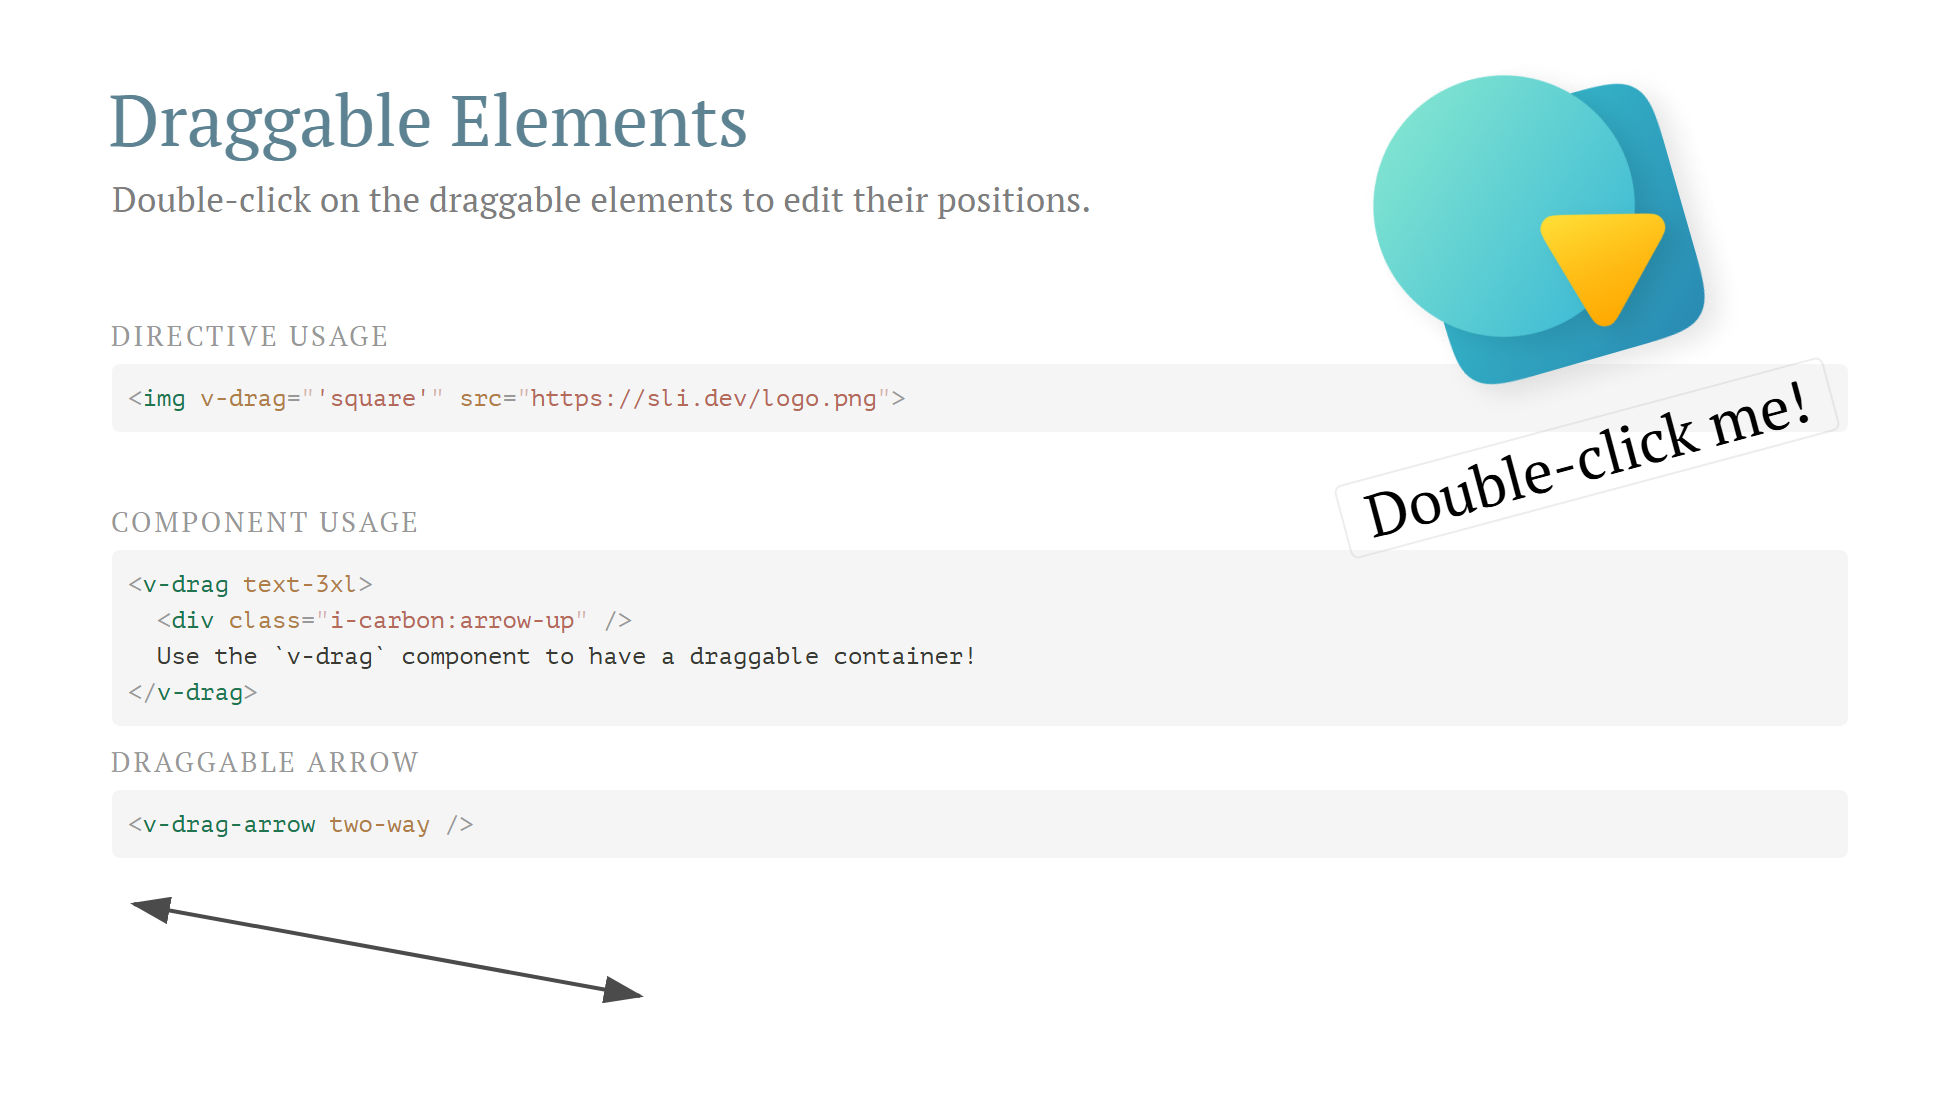 Draggable Elements
Double-click on the draggable elements to edit their positions.
DIRECTIVE USAGE
<img v-drag="'square'" src="https://sli.dev/logo.png">
Double-click me!
COMPONENT USAGE
<v-drag text-3xl>
  <div class="i-carbon:arrow-up" />
  Use the `v-drag` component to have a draggable container!
</v-drag>
DRAGGABLE ARROW
<v-drag-arrow two-way />